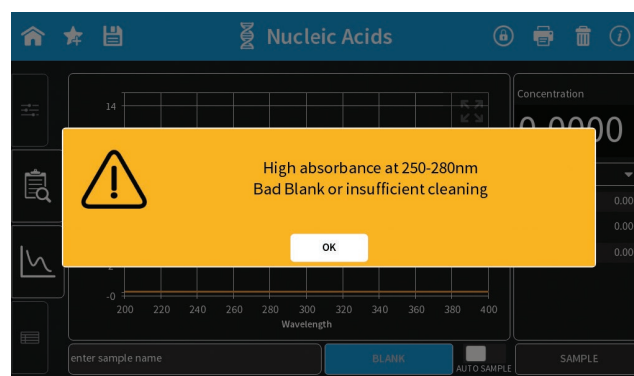 Nucleic Acids
14
Concentration
0.0000
High absorbance at 250-280nm
Bad Blank or insufficient cleaning
OK
0.00
0.00
0.00
-0
200 220 240 260 280 300 320 340 360 380 400
Wavelength
enter sample name
BLANK
AUTO SAMPLE
SAMPLE